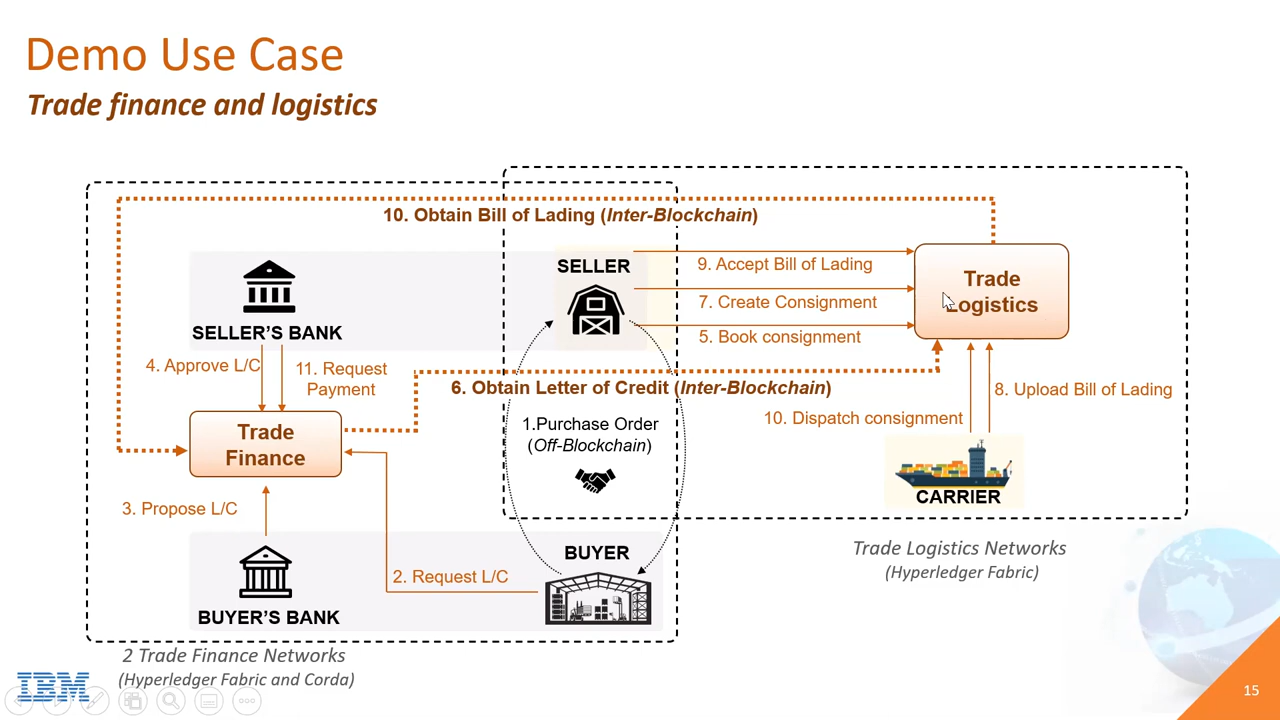 Demo Use Case
Trade finance and logistics
10. Obtain Bill of Lading (Inter-Blockchain)
SELLER
9. Accept Bill of Lading
Trade
Logistics
7. Create Consignment
SELLER'S BANK
5. Book consignment
4. Approve L/C
11. Request
Payment
6. Obtain Letter of Credit (Inter-Blockchain)
8. Upload Bill of Lading
10. Dispatch consignment
1.Purchase Order
(Off-Blockchain)
Trade
Finance
CARRIER
3. Propose L/C
BUYER
2. Request L/C
BUYER'S BANK
Trade Logistics Networks
(Hyperledger Fabric)
2 Trade Finance Networks
(Hyperledger Fabric and Corda)
IBM
15